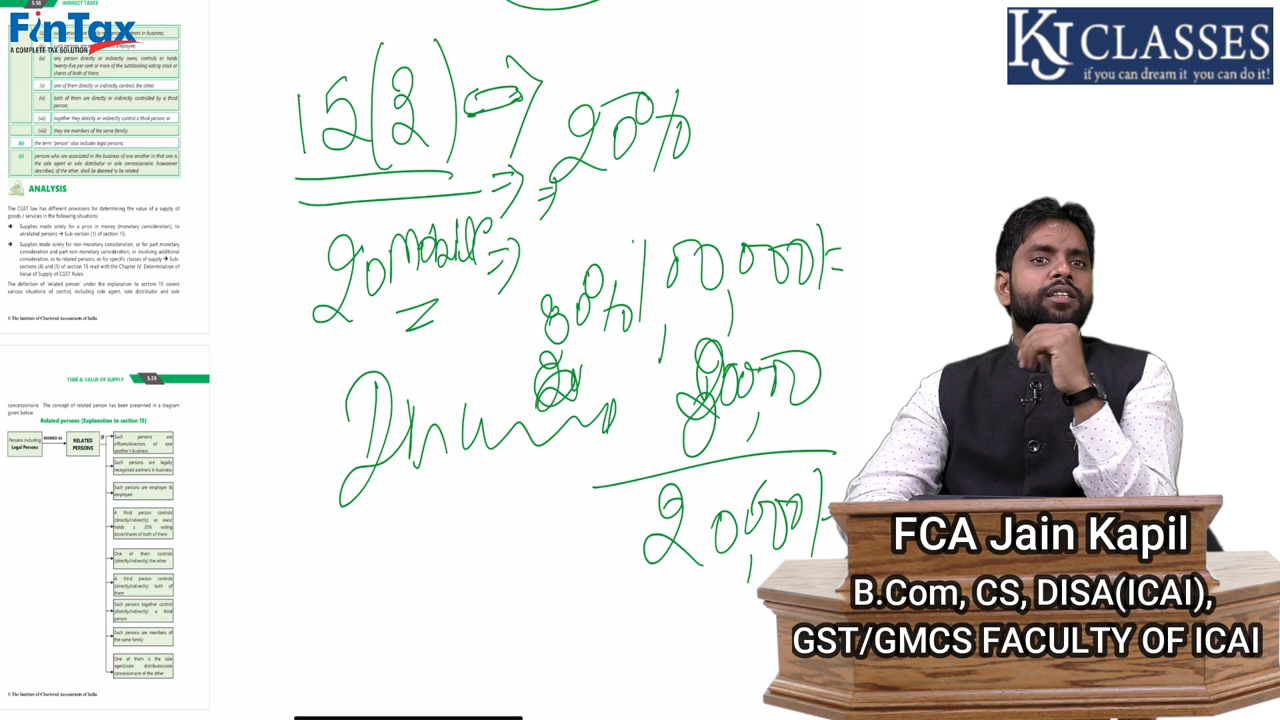 5.58 INDIRECT TAXES
FinTax
A COMPLETE TAX SOLUTION
(iv) any person directly or indirectly owns, controls or holds
twenty-five per cent or more of the outstanding voting stock or
shares of both of them;
(v) one of them directly or indirectly controls the other;
(vi) both of them are directly or indirectly controlled by a third
person;
(vii) together they directly or indirectly control a third person; or
(viii) they are members of the same family;
(b) the term "person" also includes legal persons;
(c) persons who are associated in the business of one another in that one is
the sole agent or sole distributor or sole concessionaire, howsoever
described, of the other, shall be deemed to be related
ANALYSIS
The CGST law has different provisions for determining the value of a supply of
goods / services in the following situations:
Supplies made solely for a price in money (monetary consideration), to
unrelated persons → Sub-section (1) of section 15;
Supplies made solely for non-monetary consideration, or for part monetary
consideration and part non-monetary consideration, or involving additional
consideration, or to related persons, or for specific classes of supply → Sub-
sections (4) and (5) of section 15 read with the Chapter IV: Determination of
Value of Supply of CGST Rules.
The definition of 'related person' under the explanation to section 15 covers
various situations of control, including sole agent, sole distributor and sole
© The Institute of Chartered Accountants of India
TIME & VALUE OF SUPPLY 5.59
concessionaire. The concept of related person has been presented in a diagram
given below.
Related persons [Explanation to section 15]
Persons including
Legal Persons
DEEMED AS
RELATED
PERSONS
IF
Such persons are
officers/directors of one
another's business
Such persons are legally
recognised partners in business
Such persons are employer &
employee
A third person controls
(directly/indirectly) or owns/
holds ≥ 25% voting
stock/shares of both of them.
One of them controls
(directly/indirectly) the other
A third person controls
(directly/indirectly) both of
them
Such persons together control
(directly/indirectly) a third
person
Such persons are members of
the same family
One of them is the sole
agent/sole distributor/sole
concessionaire of the other
© The Institute of Chartered Accountants of India
15(3) ⇒ 20%
20 mobile ⇒
80% 1,00,000/-
20,000/-
KJ CLASSES
if you can dream it you can do it!
FCA Jain Kapil
B.Com, CS, DISA(ICAI),
GST/GMCS FACULTY OF ICAI